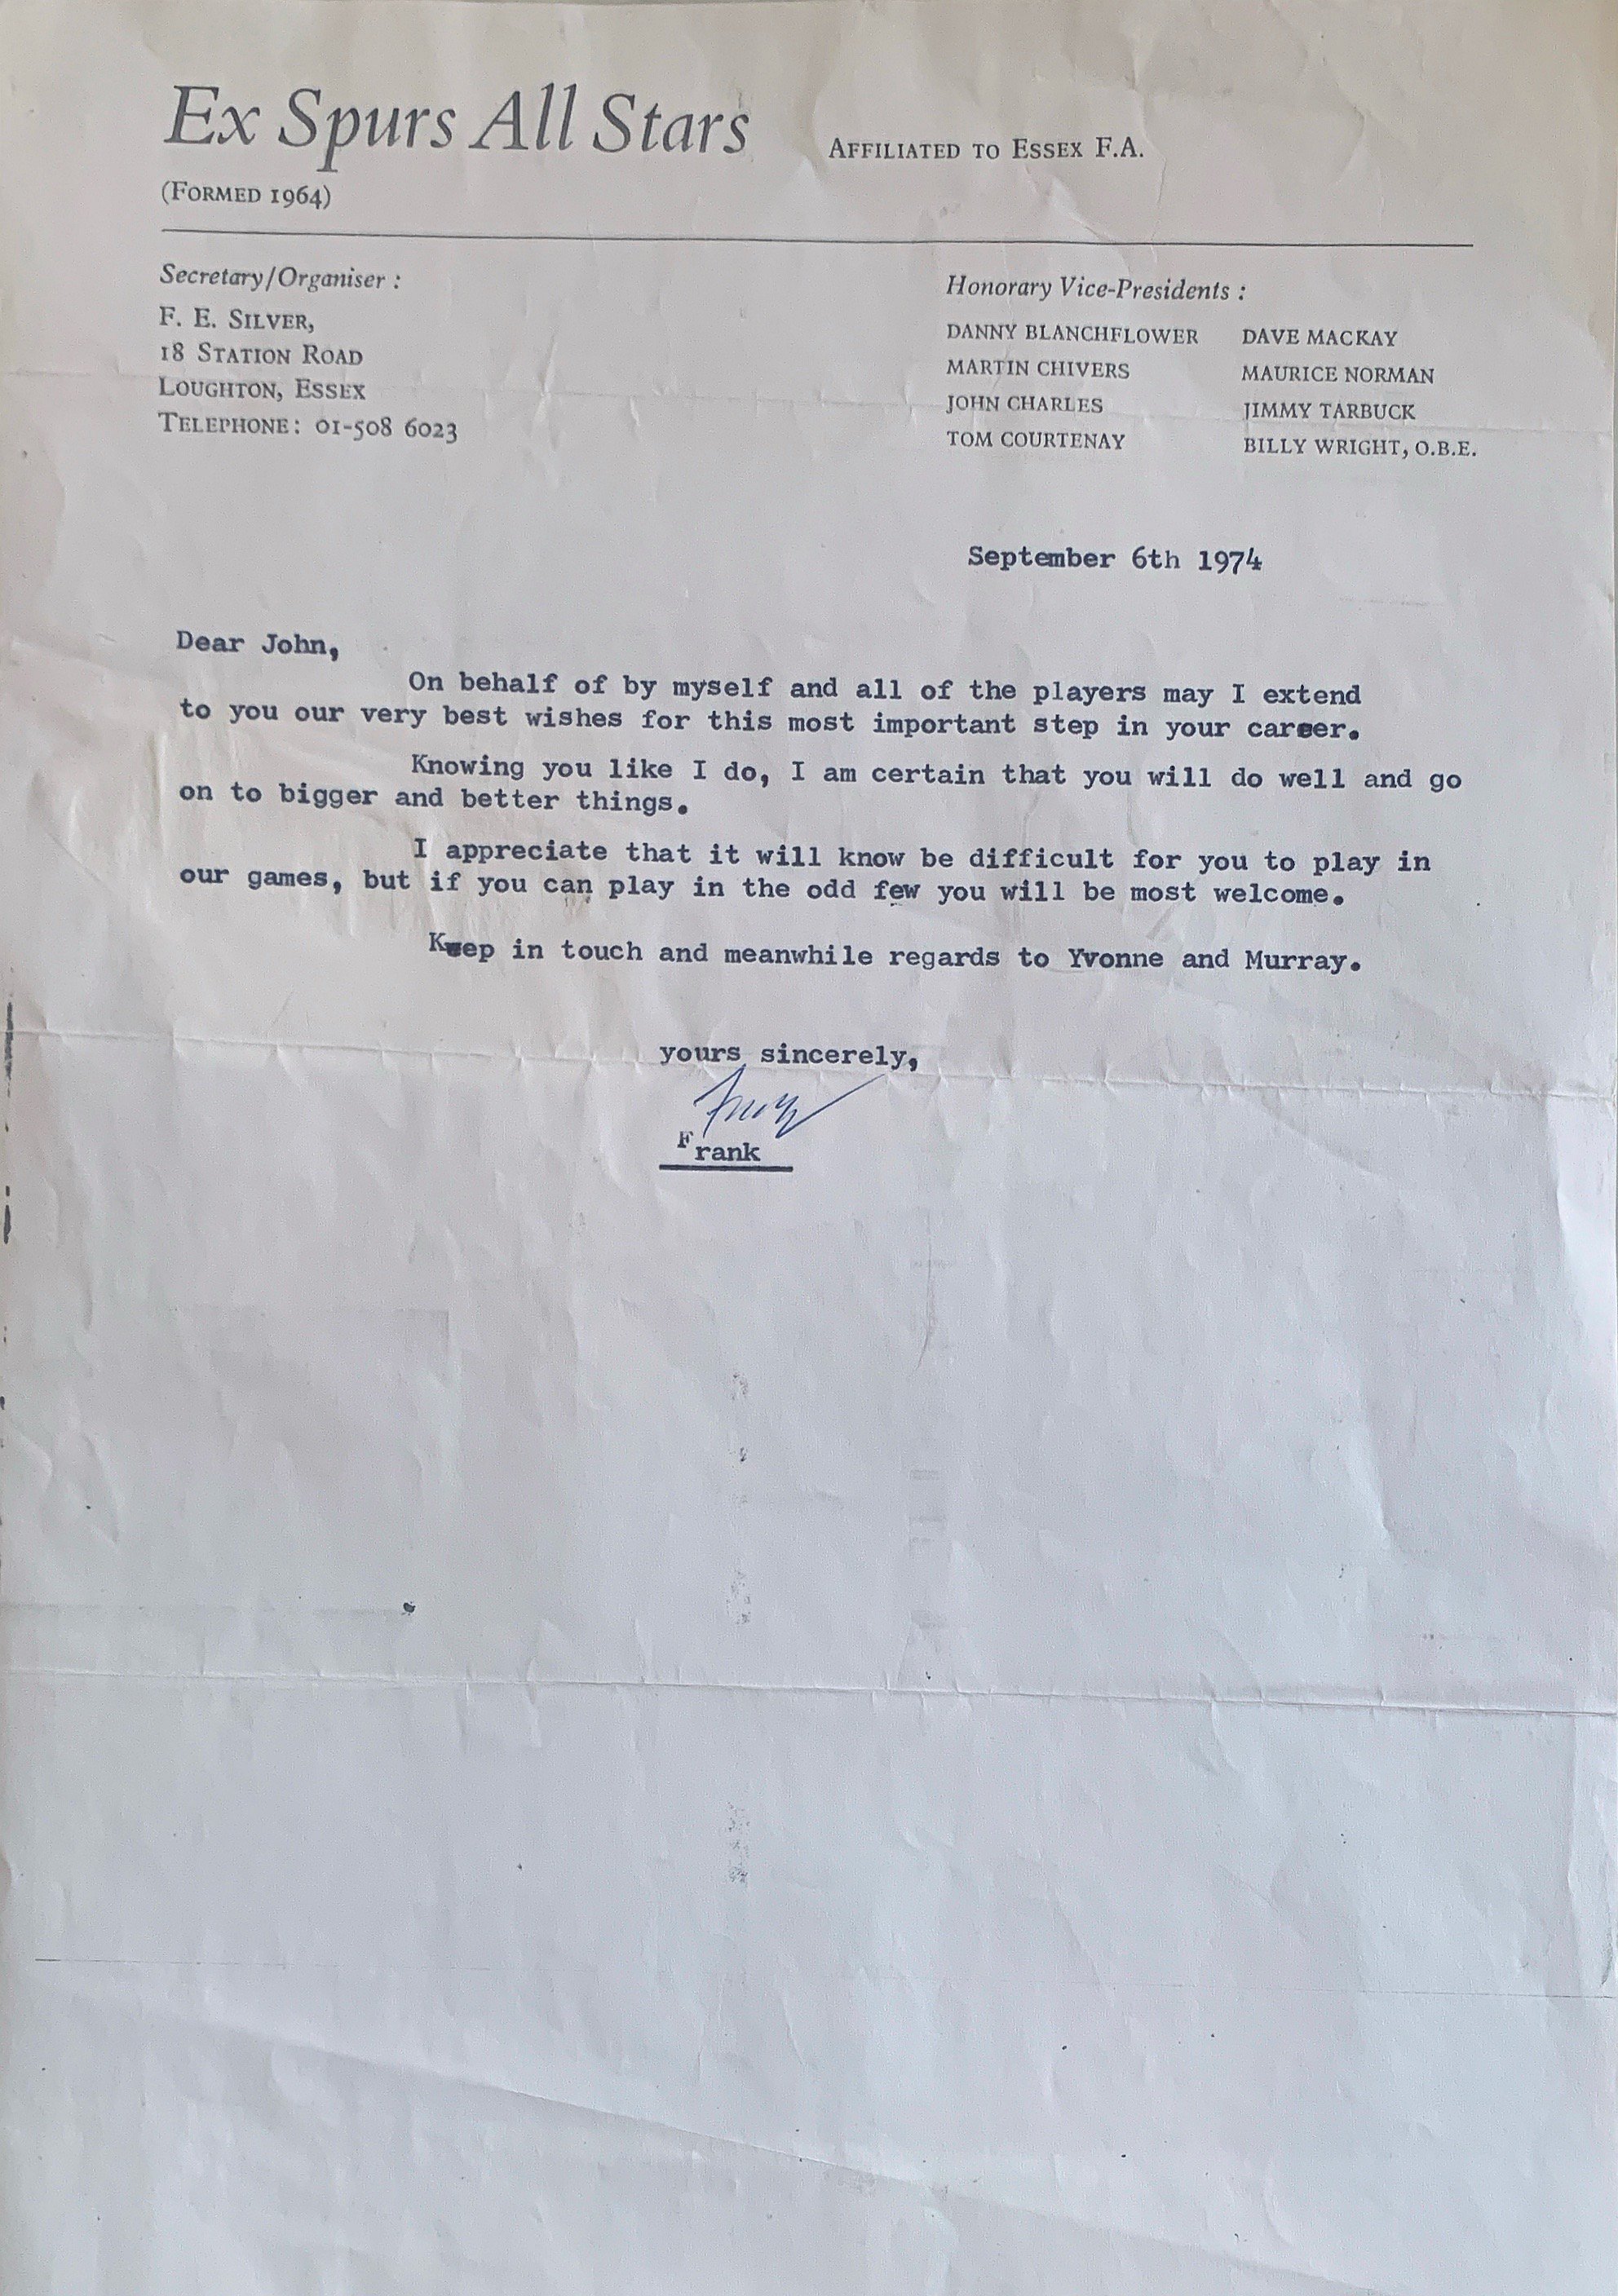 Ex Spurs All Stars AFFILIATED TO ESSEX F.A.
(FORMED 1964)
Secretary/Organiser :
F. E. SILVER,
18 STATION ROAD
LOUGHTON, ESSEX
TELEPHONE: 01-508 6023
Honorary Vice-Presidents :
DANNY BLANCHFLOWER DAVE MACKAY
MARTIN CHIVERS MAURICE NORMAN
JOHN CHARLES JIMMY TARBUCK
TOM COURTENAY BILLY WRIGHT, O.B.E.
September 6th 1974
Dear John,
On behalf of by myself and all of the players may I extend
to you our very best wishes for this most important step in your career.
Knowing you like I do, I am certain that you will do well and go
on to bigger and better things.
I appreciate that it will know be difficult for you to play in
our games, but if you can play in the odd few you will be most welcome.
Keep in touch and meanwhile regards to Yvonne and Murray.
yours sincerely,
Frank